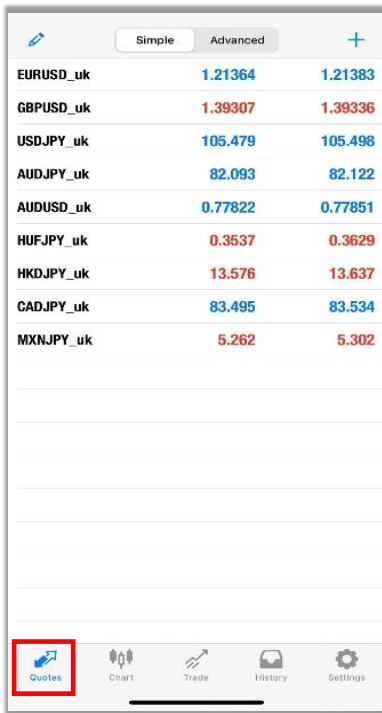 Simple Advanced
EURUSD_uk 1.21364 1.21383
GBPUSD_uk 1.39307 1.39336
USDJPY_uk 105.479 105.498
AUDJPY_uk 82.093 82.122
AUDUSD_uk 0.77822 0.77851
HUFJPY_uk 0.3537 0.3629
HKDJPY_uk 13.576 13.637
CADJPY_uk 83.495 83.534
MXNJPY_uk 5.262 5.302
Quotes Chart Trade History Settings